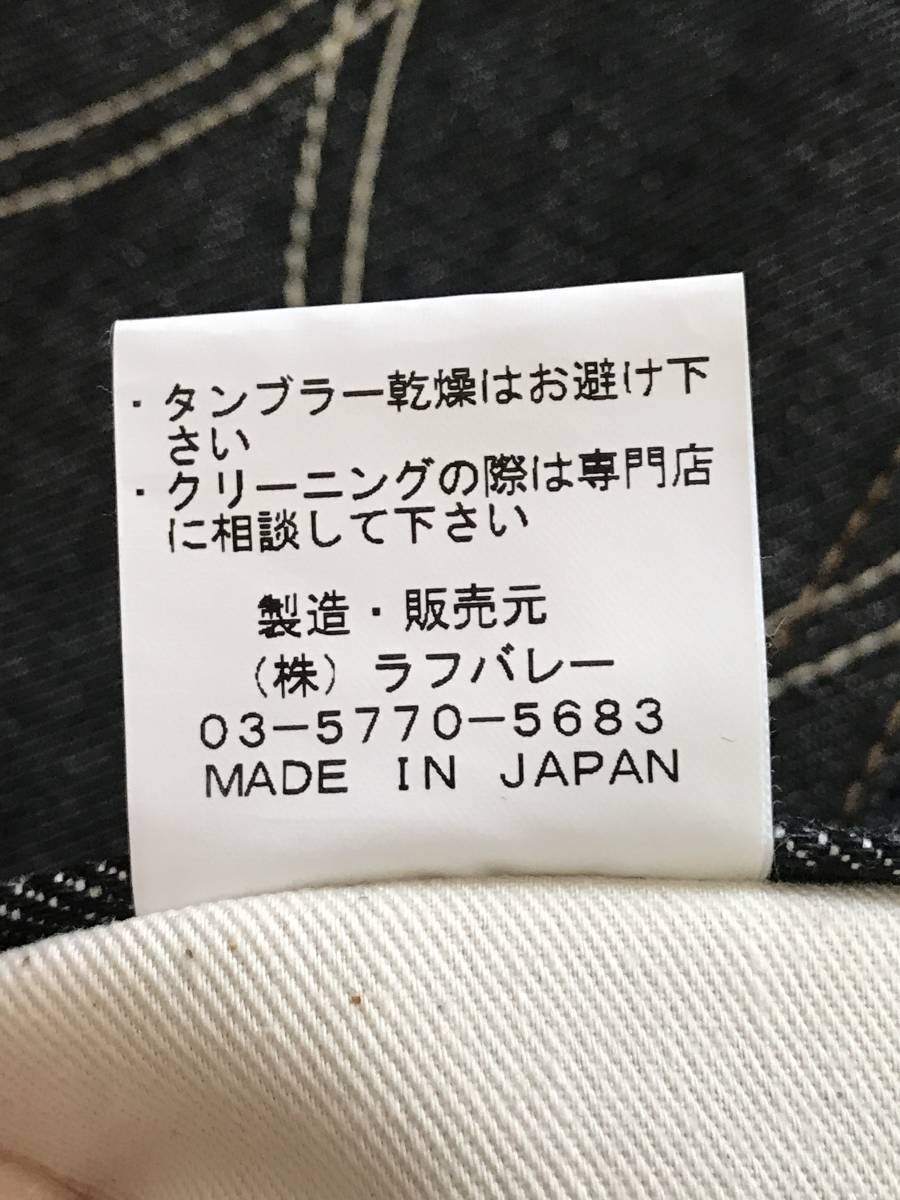 ・タンブラー乾燥はお避け下
さい
・クリーニングの際は専門店
に相談して下さい
製造・販売元
（株）ラフバレー
03－5770－5683
MADE IN JAPAN